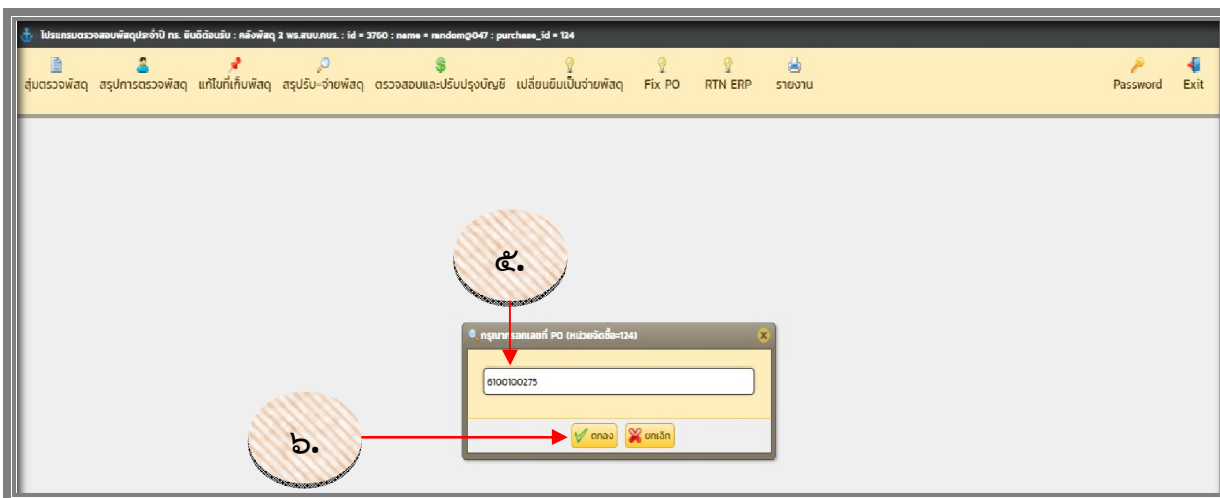 โปรแกรมตรวจสอบพัสดุประจำปี ทร. ยินดีต้อนรับ : คลังพัสดุ 2 พร.สนบ.กบร. : id = 3760 : name = random@047 : purchase_id = 124
สุ่มตรวจพัสดุ สรุปการตรวจพัสดุ แก้ไขที่เก็บพัสดุ สรุปรับ-จ่ายพัสดุ ตรวจสอบและปรับปรุงบัญชี เปลี่ยนยืมเป็นจ่ายพัสดุ Fix PO RTN ERP รายงาน Password Exit
๕.
กรุณากรอกเลขที่ PO (หน่วยจัดซื้อ=124)
6100100275
ตกลง ยกเลิก
๖.